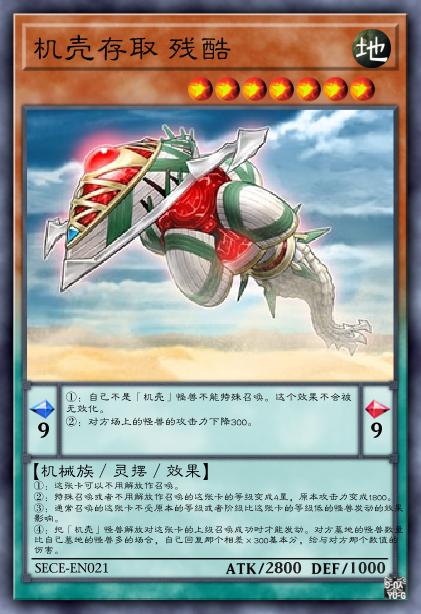 机壳存取 残酷
地
①：自己不是「机壳」怪兽不能特殊召唤。这个效果不会被
无效化。
②：对方场上的怪兽的攻击力下降300。
9
9
【机械族／灵摆／效果】
①：这张卡可以不用解放作召唤。
②：特殊召唤或者不用解放作召唤的这张卡的等级变成4星，原本攻击力变成1800。
③：通常召唤的这张卡不受原本的等级或者阶级比这张卡的等级低的怪兽发动的效果
影响。
④：把「机壳」怪兽解放对这张卡的上级召唤成功时才能发动。对方墓地的怪兽数量
比自己墓地的怪兽多的场合，自己回复那个相差×300基本分，给与对方那个数值的
伤害。
SECE-EN021
ATK/2800 DEF/1000